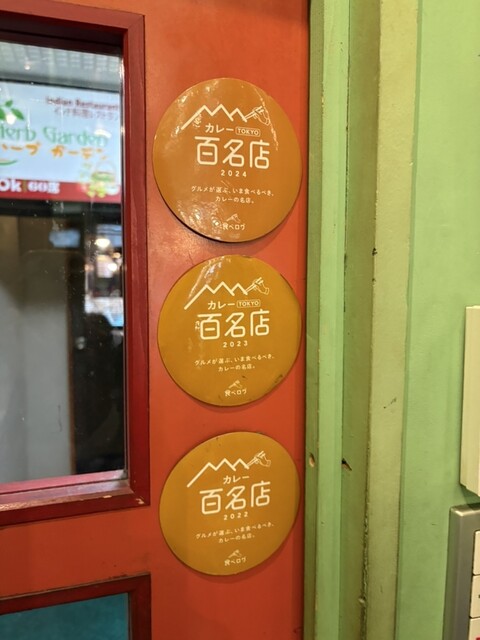 Indian Restaurant
Herb Garden
ハーブ ガーデン
ok 60席
カレー TOKYO
百名店
2024
グルメが選ぶ、いま食べるべき、
カレーの名店。
食べログ
カレー TOKYO
百名店
2023
グルメが選ぶ、いま食べるべき、
カレーの名店。
食べログ
カレー
百名店
2022
グルメが選ぶ、いま食べるべき、
カレーの名店。
食べログ